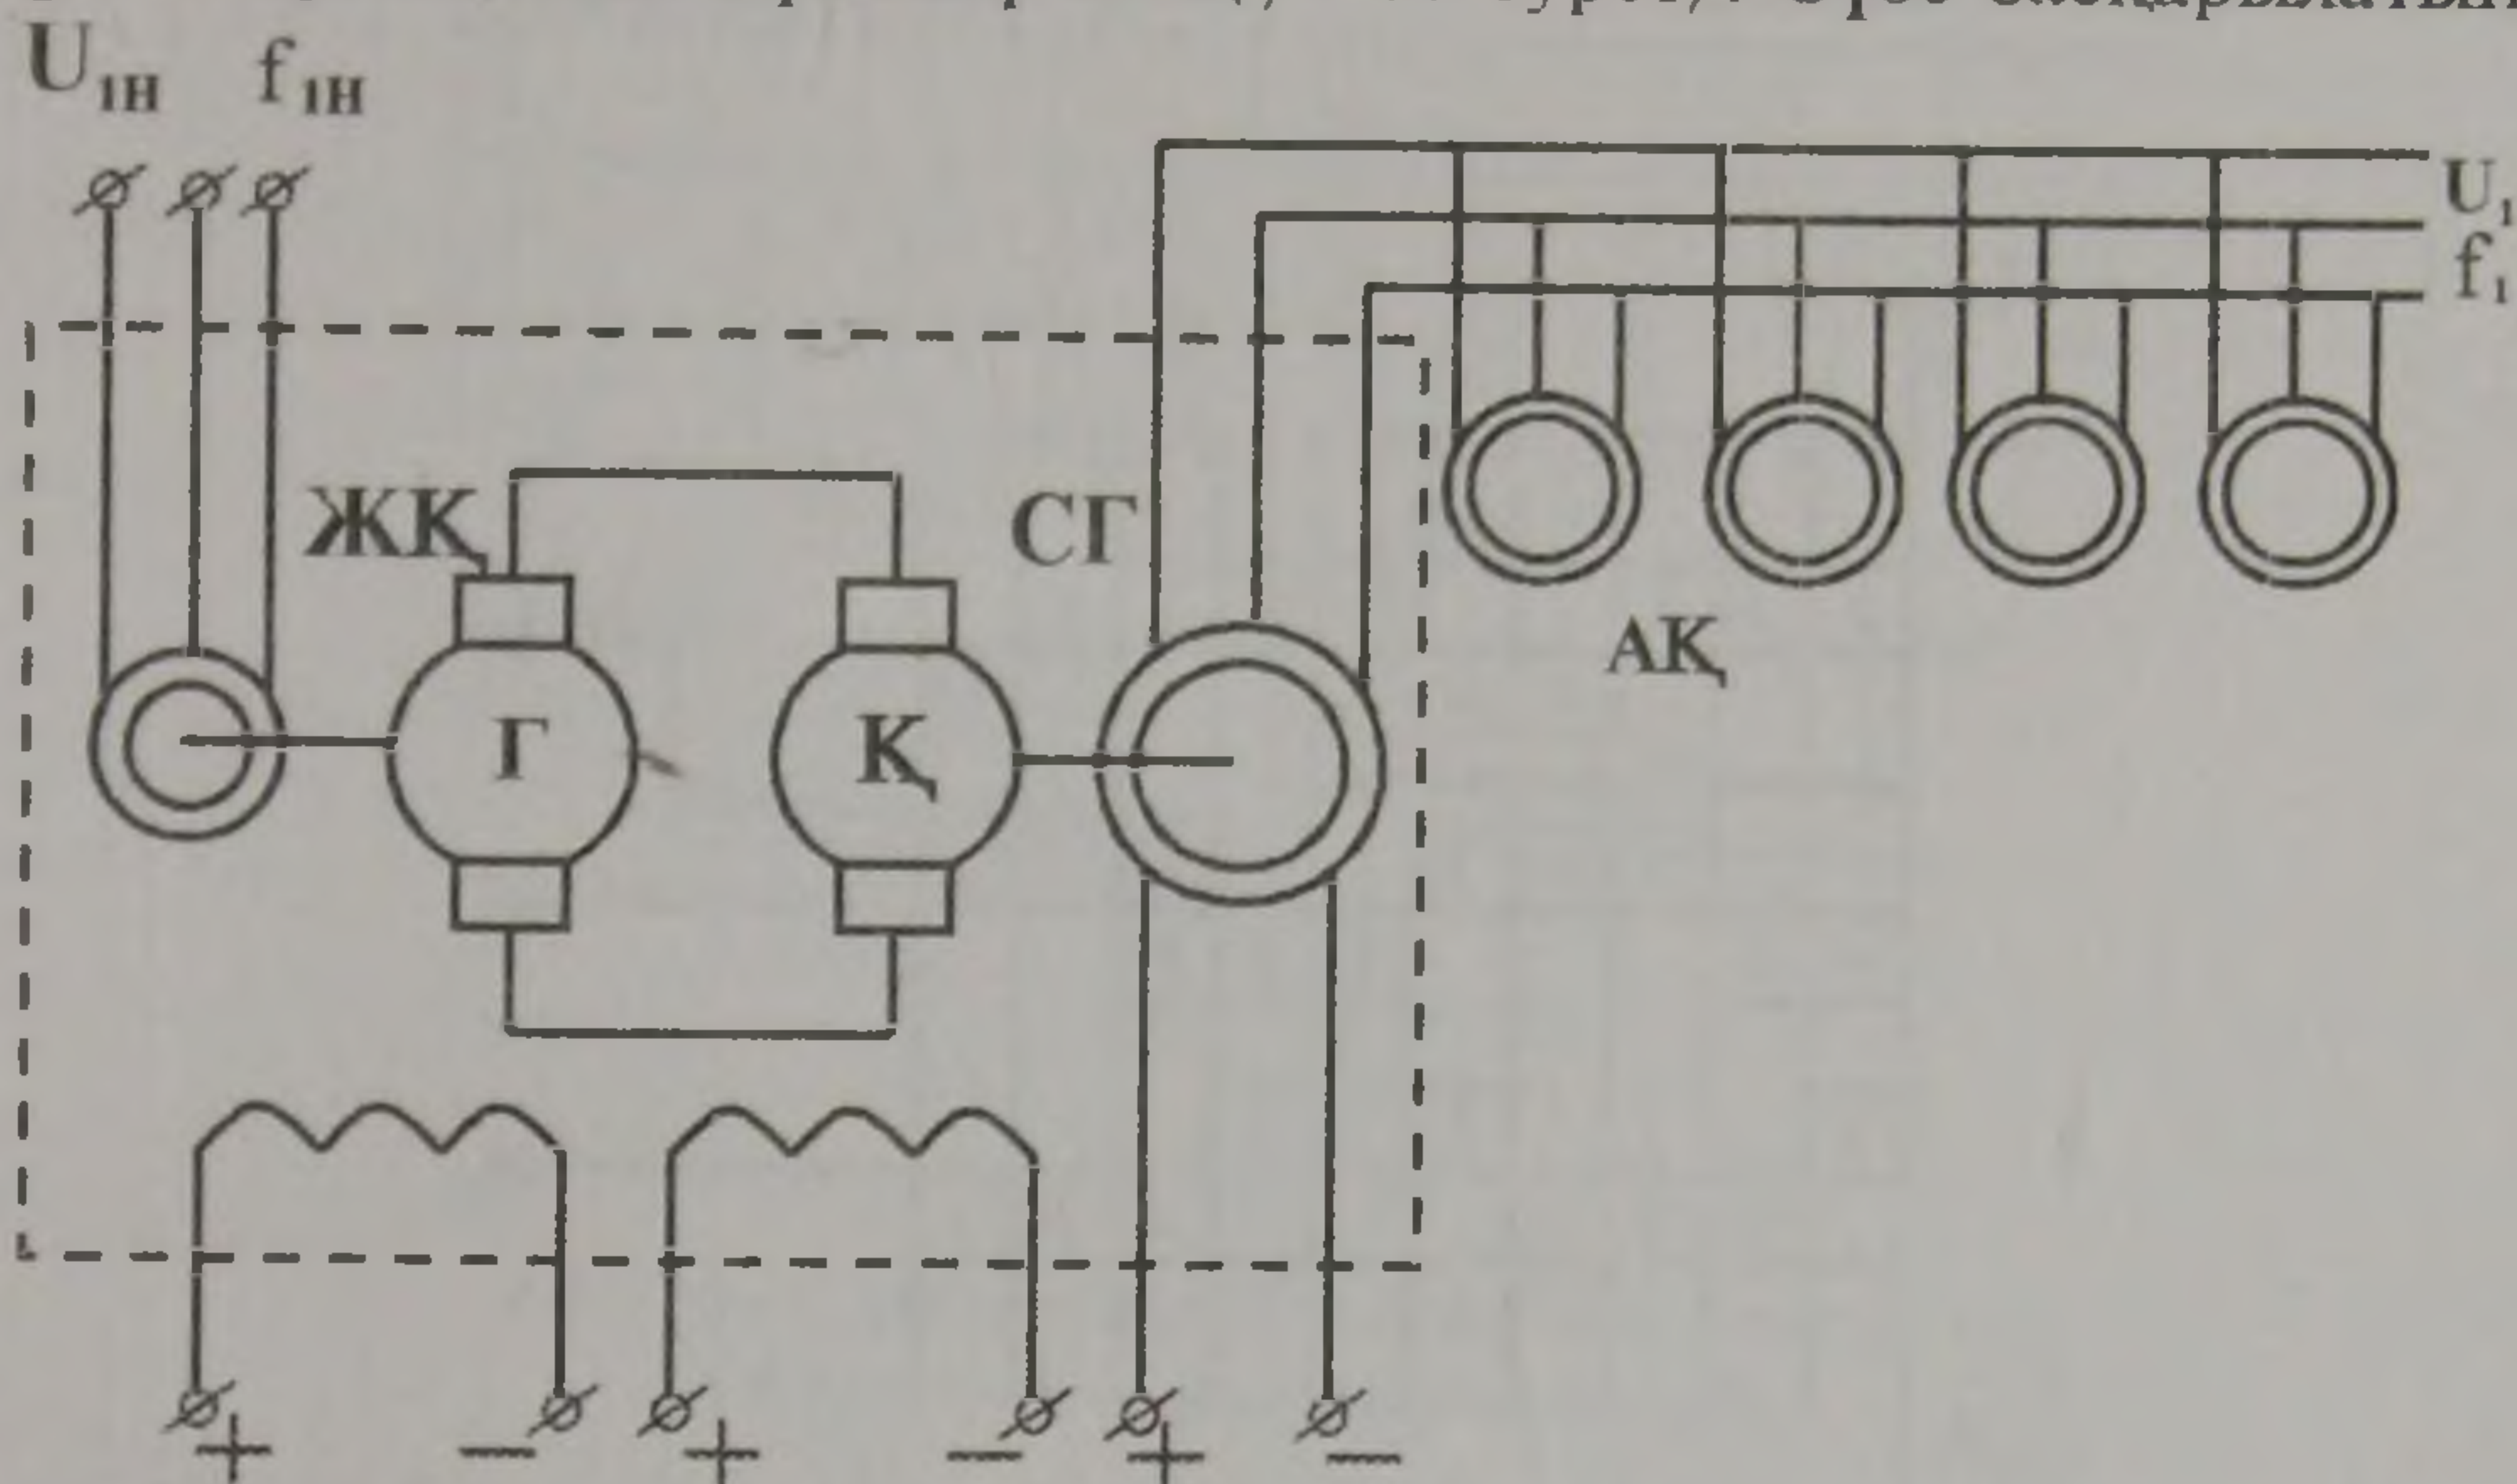 U₁Н f₁Н
U₁
f₁
ЖҚ
СГ
Г
Қ
АҚ
+ − + − + −